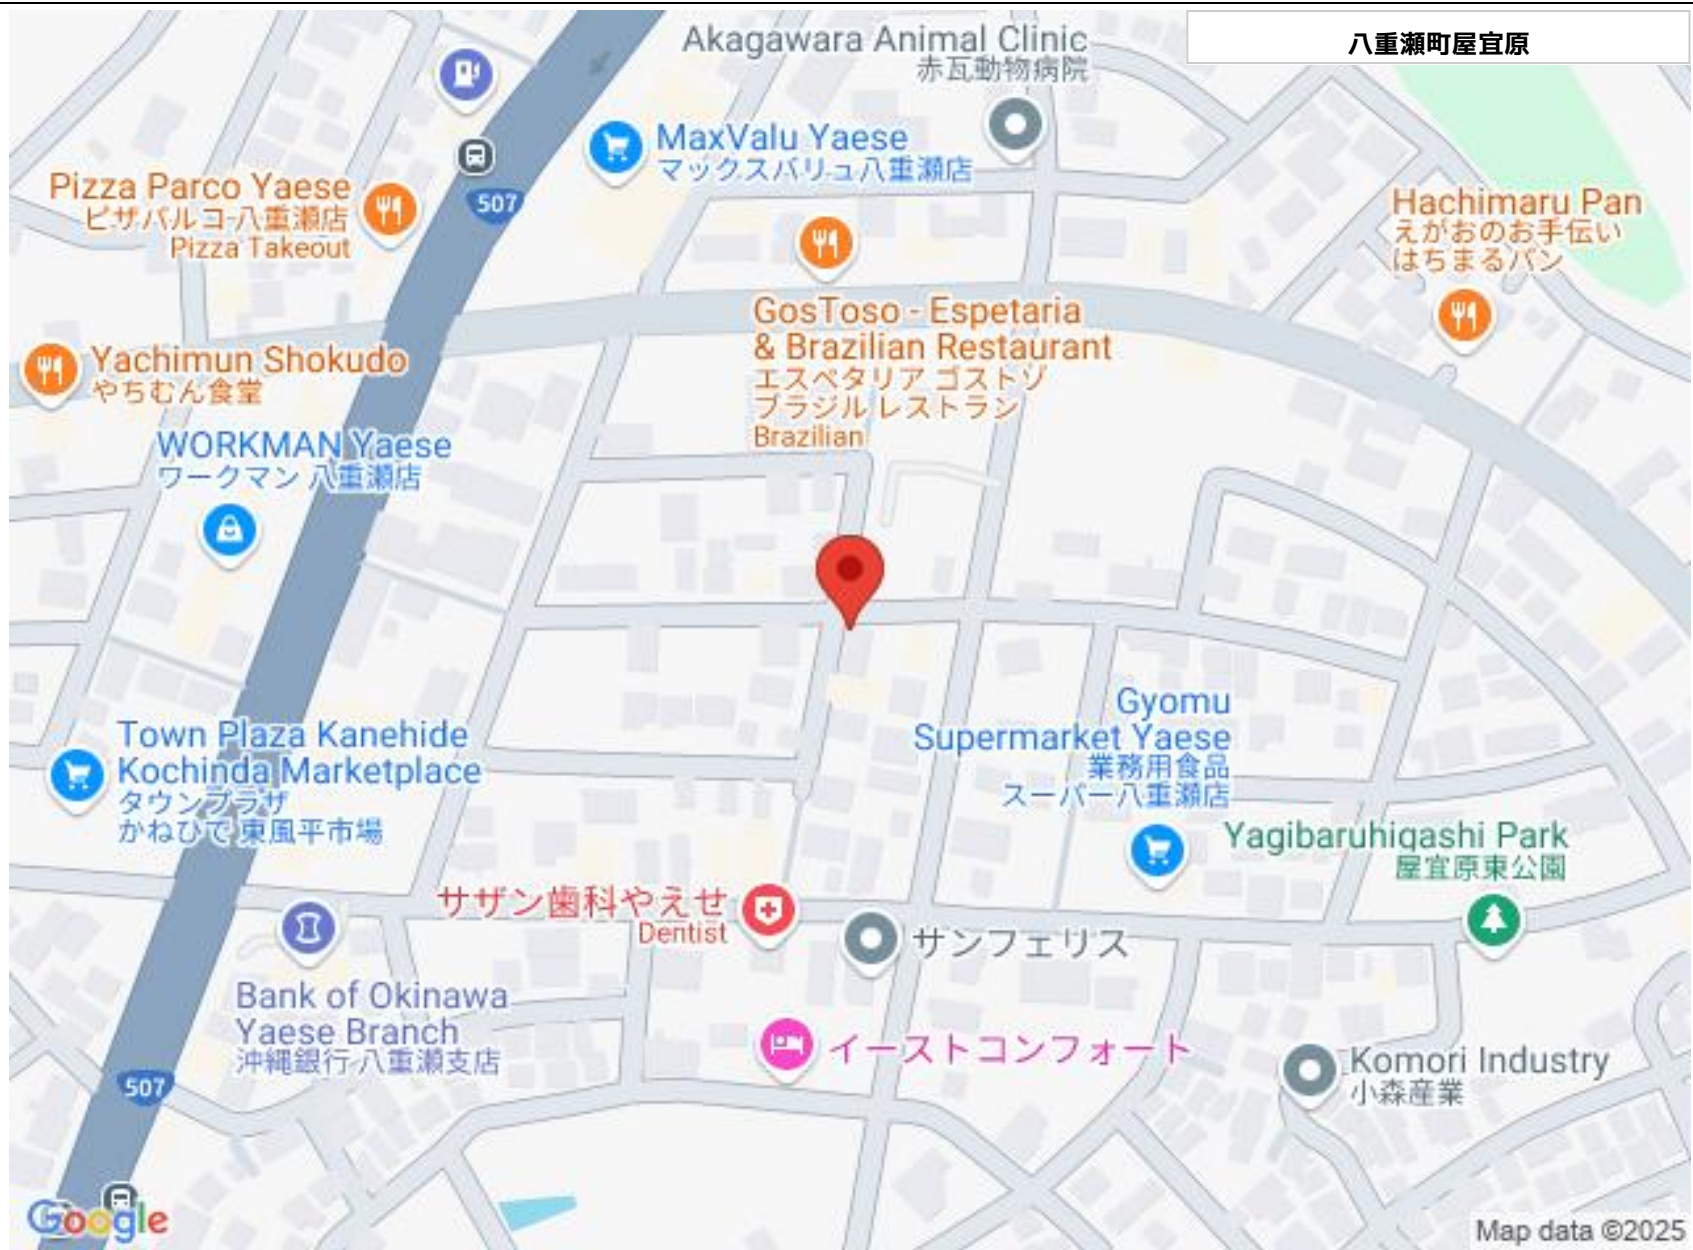 八重瀬町屋宜原
Akagawara Animal Clinic
赤瓦動物病院
MaxValu Yaese
マックスバリュ八重瀬店
507
Pizza Parco Yaese
ピザパルコ 八重瀬店
Pizza Takeout
Hachimaru Pan
えがおのお手伝い
はちまるパン
GosToso - Espetaria
& Brazilian Restaurant
エスペタリア ゴストゾ
ブラジル レストラン
Brazilian
Yachimun Shokudo
やちむん食堂
WORKMAN Yaese
ワークマン 八重瀬店
Gyomu
Supermarket Yaese
業務用食品
スーパー八重瀬店
Town Plaza Kanehide
Kochinda Marketplace
タウンプラザ
かねひで 東風平市場
Yagibaruhigashi Park
屋宜原東公園
サザン歯科やえせ
Dentist
サンフェリス
Bank of Okinawa
Yaese Branch
沖縄銀行 八重瀬支店
イーストコンフォート
Komori Industry
小森産業
507
Google
Map data ©2025